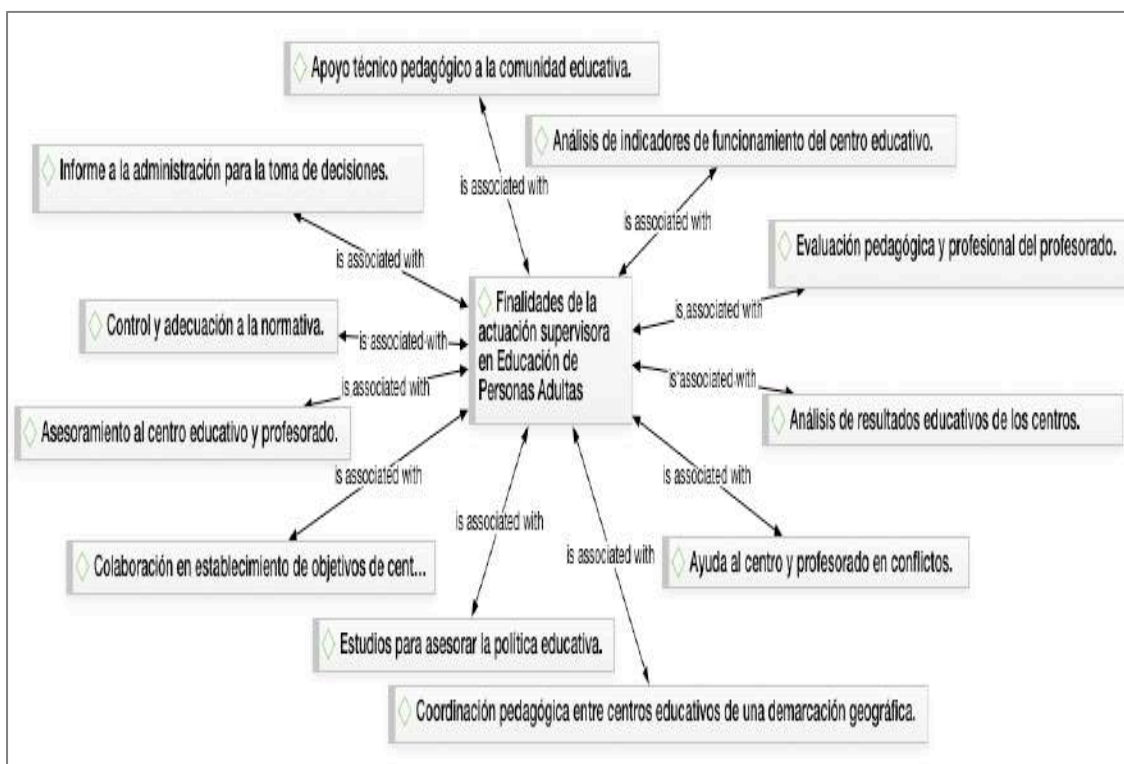 Apoyo técnico pedagógico a la comunidad educativa.
Análisis de indicadores de funcionamiento del centro educativo.
is associated with
Informe a la administración para la toma de decisiones.
is associated with
Evaluación pedagógica y profesional del profesorado.
is associated with
is associated with
Finalidades de la
actuación supervisora
en Educación de
Personas Adultas
Control y adecuación a la normativa.
is associated with
is associated with
is associated with
is associated with
Análisis de resultados educativos de los centros.
Asesoramiento al centro educativo y profesorado.
is associated with
is associated with
is associated with
is associated with
Colaboración en establecimiento de objetivos de cent...
Ayuda al centro y profesorado en conflictos.
Estudios para asesorar la política educativa.
Coordinación pedagógica entre centros educativos de una demarcación geográfica.